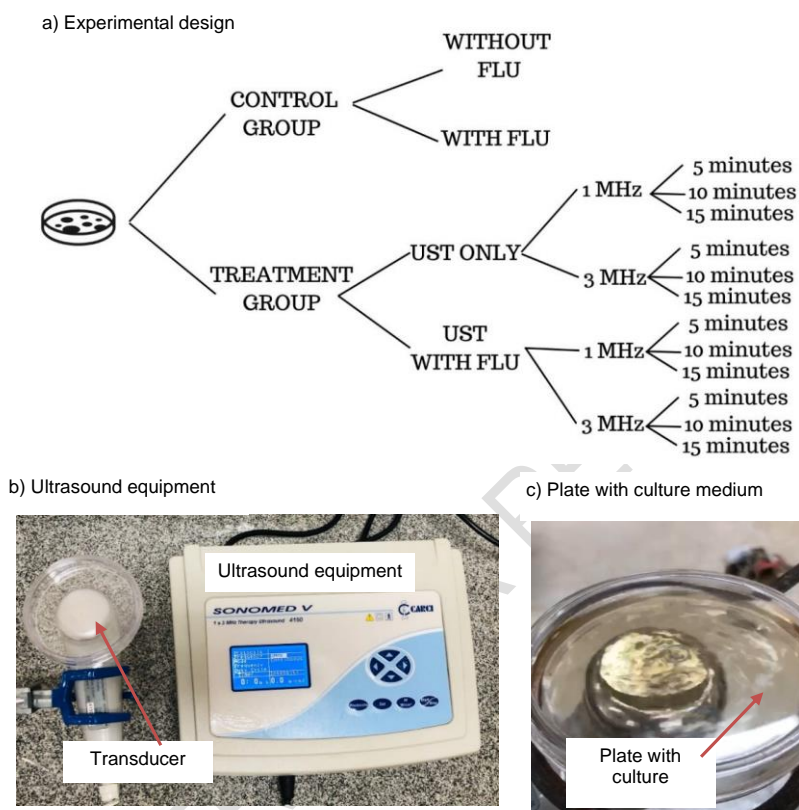 a) Experimental design
WITHOUT
FLU
CONTROL
GROUP
WITH FLU
TREATMENT
GROUP
UST ONLY
1 MHz
5 minutes
10 minutes
15 minutes
3 MHz
5 minutes
10 minutes
15 minutes
UST
WITH FLU
1 MHz
5 minutes
10 minutes
15 minutes
3 MHz
5 minutes
10 minutes
15 minutes
b) Ultrasound equipment
Ultrasound equipment
SONOMED V
4150
CARCI
Transducer
c) Plate with culture medium
Plate with
culture